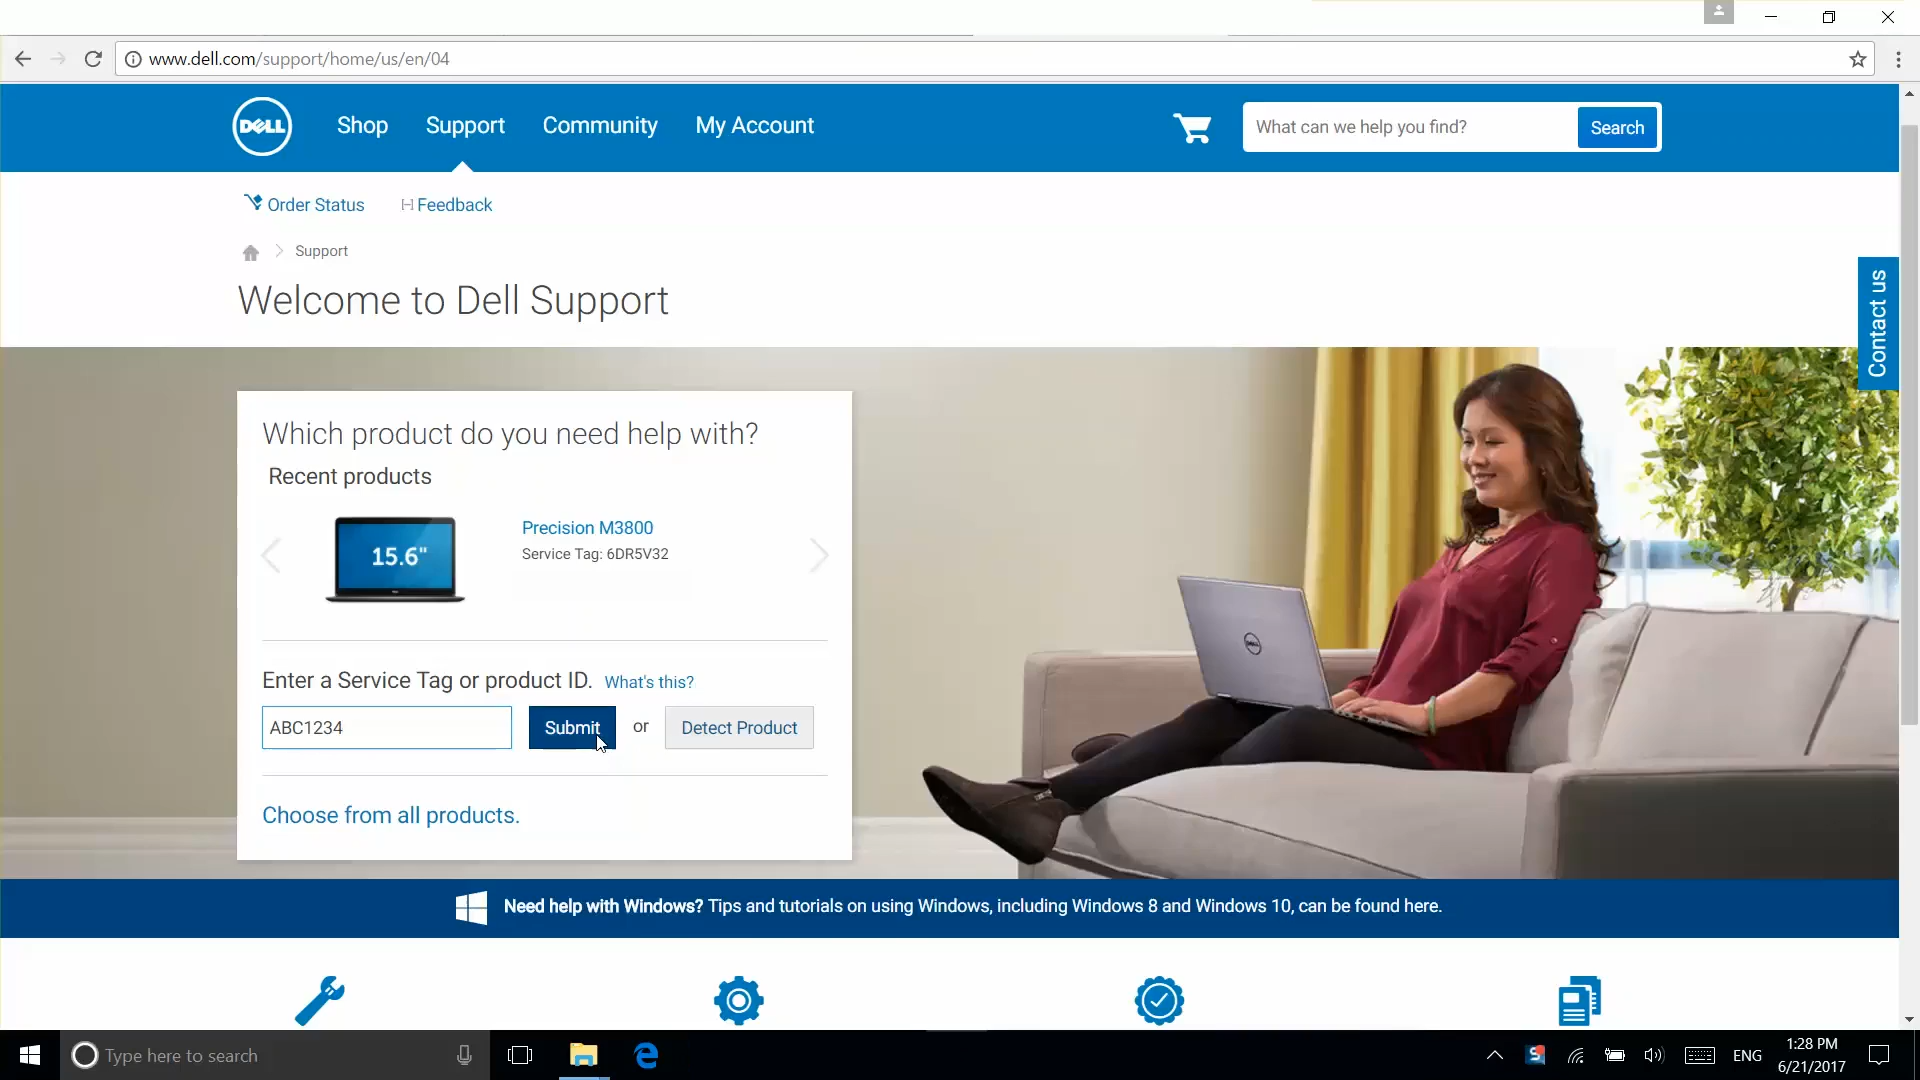 www.dell.com/support/home/us/en/04
DELL
Shop
Support
Community
My Account
What can we help you find?
Search
Order Status
Feedback
Support
Welcome to Dell Support
Contact us
Which product do you need help with?
Recent products
15.6"
Precision M3800
Service Tag: 6DR5V32
Enter a Service Tag or product ID. What's this?
ABC1234
Submit
or
Detect Product
Choose from all products.
DELL
Need help with Windows? Tips and tutorials on using Windows, including Windows 8 and Windows 10, can be found here.
Type here to search
ENG
1:28 PM
6/21/2017